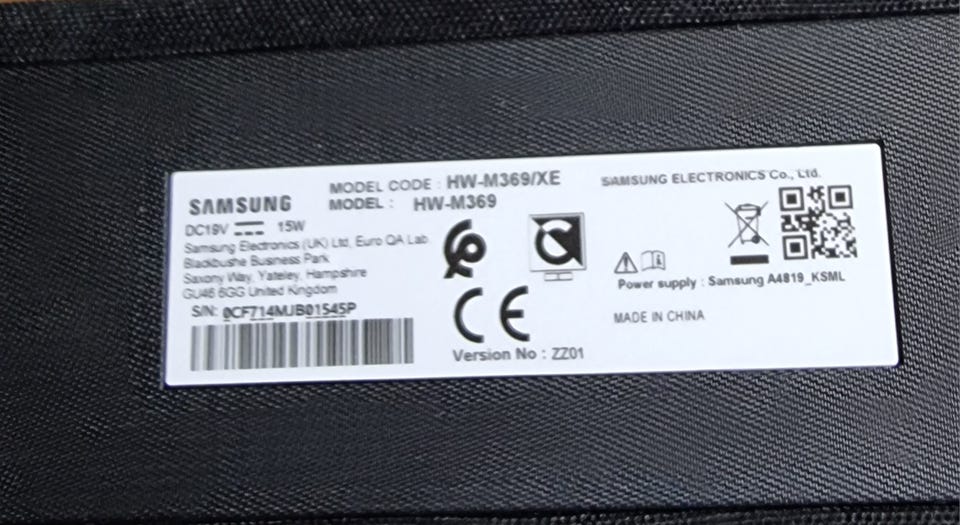 SAMSUNG
MODEL CODE : HW-M369/XE
MODEL : HW-M369
DC19V 15W
Samsung Electronics (UK) Ltd, Euro QA Lab.
Blackbushe Business Park
Saxony Way, Yateley, Hampshire
GU46 6GG United Kingdom
S/N: 0CF714MJB01545P
CE
Version No : ZZ01
SAMSUNG ELECTRONICS Co., Ltd.
Power supply : Samsung A4819_KSML
MADE IN CHINA